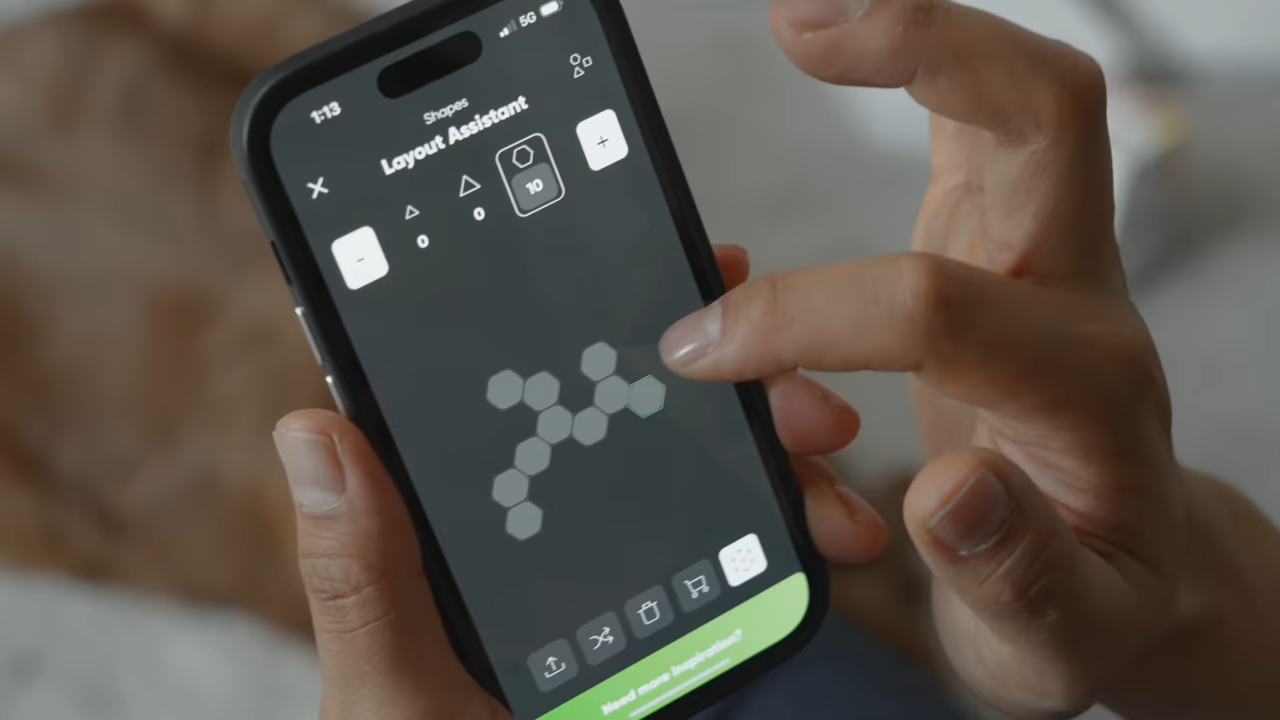 1:13
5G
Shapes
Layout Assistant
-
0
0
10
+
Need more inspiration?